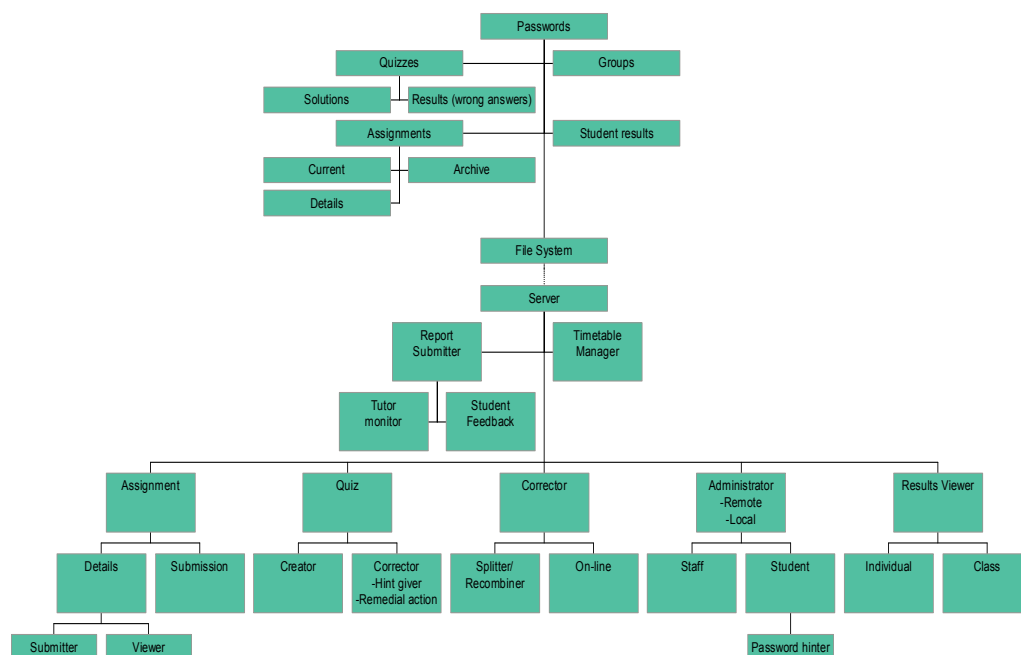 Passwords
Quizzes
Groups
Solutions
Results (wrong answers)
Assignments
Student results
Current
Archive
Details
File System
Server
Report
Submitter
Timetable
Manager
Tutor
monitor
Student
Feedback
Assignment
Quiz
Corrector
Administrator
-Remote
-Local
Results Viewer
Details
Submission
Creator
Corrector
-Hint giver
-Remedial action
Splitter/
Recombiner
On-line
Staff
Student
Individual
Class
Submitter
Viewer
Password hinter